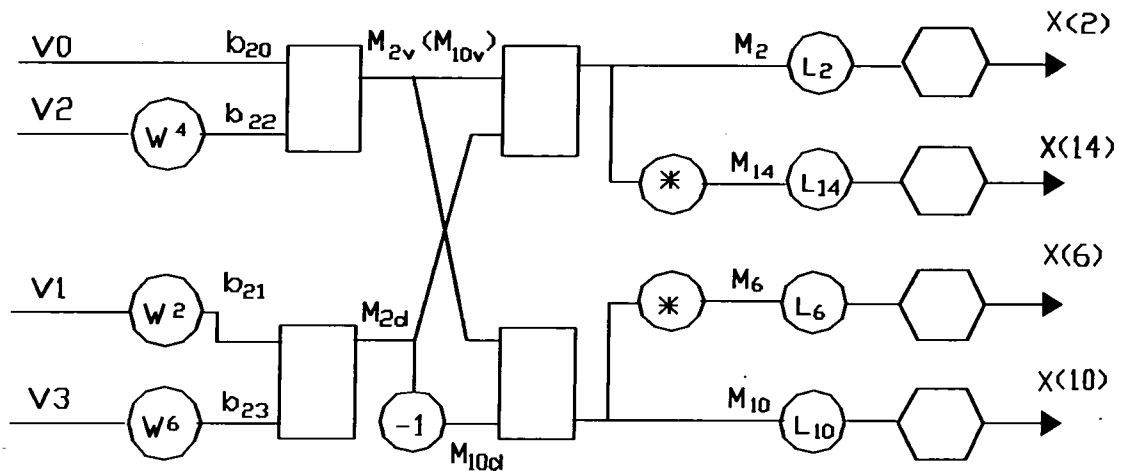 V0 b20 M2v (M10v) M2 L2 X(2)
V2 W4 b22
* M14 L14 X(14)
V1 W2 b21 M2d
* M6 L6 X(6)
V3 W6 b23 -1 M10d M10 L10 X(10)